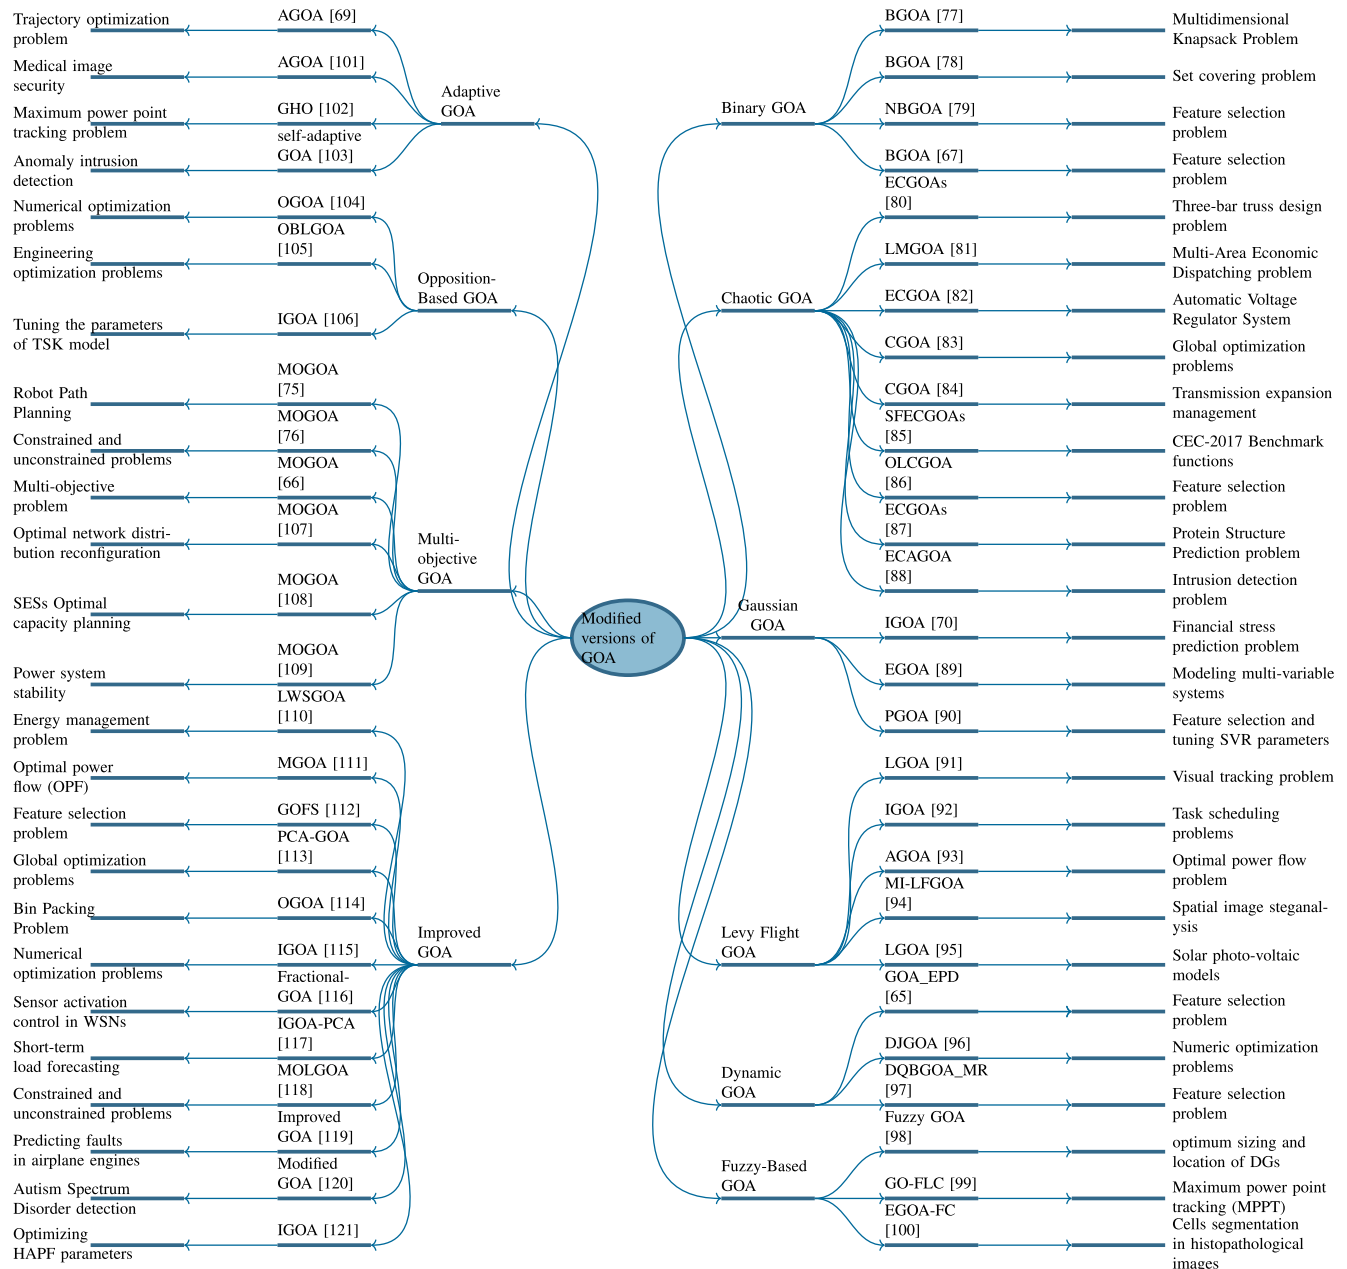 Modified
versions of
GOA
Adaptive
GOA
AGOA [69]
Trajectory optimization
problem
AGOA [101]
Medical image
security
GHO [102]
Maximum power point
tracking problem
self-adaptive
GOA [103]
Anomaly intrusion
detection
Opposition-
Based GOA
OGOA [104]
Numerical optimization
problems
OBLGOA
[105]
Engineering
optimization problems
IGOA [106]
Tuning the parameters
of TSK model
Multi-
objective
GOA
MOGOA
[75]
Robot Path
Planning
MOGOA
[76]
Constrained and
unconstrained problems
MOGOA
[66]
Multi-objective
problem
MOGOA
[107]
Optimal network distri-
bution reconfiguration
MOGOA
[108]
SESs Optimal
capacity planning
MOGOA
[109]
Power system
stability
Improved
GOA
LWSGOA
[110]
Energy management
problem
MGOA [111]
Optimal power
flow (OPF)
GOFS [112]
Feature selection
problem
PCA-GOA
[113]
Global optimization
problems
OGOA [114]
Bin Packing
Problem
IGOA [115]
Numerical
optimization problems
Fractional-
GOA [116]
Sensor activation
control in WSNs
IGOA-PCA
[117]
Short-term
load forecasting
MOLGOA
[118]
Constrained and
unconstrained problems
Improved
GOA [119]
Predicting faults
in airplane engines
Modified
GOA [120]
Autism Spectrum
Disorder detection
IGOA [121]
Optimizing
HAPF parameters
Binary GOA
BGOA [77]
Multidimensional
Knapsack Problem
BGOA [78]
Set covering problem
NBGOA [79]
Feature selection
problem
BGOA [67]
Feature selection
problem
Chaotic GOA
ECGOAs
[80]
Three-bar truss design
problem
LMGOA [81]
Multi-Area Economic
Dispatching problem
ECGOA [82]
Automatic Voltage
Regulator System
CGOA [83]
Global optimization
problems
CGOA [84]
Transmission expansion
management
SFECGOAs
[85]
CEC-2017 Benchmark
functions
OLCGOA
[86]
Feature selection
problem
ECGOAs
[87]
Protein Structure
Prediction problem
ECAGOA
[88]
Intrusion detection
problem
Gaussian
GOA
IGOA [70]
Financial stress
prediction problem
EGOA [89]
Modeling multi-variable
systems
PGOA [90]
Feature selection and
tuning SVR parameters
Levy Flight
GOA
LGOA [91]
Visual tracking problem
IGOA [92]
Task scheduling
problems
AGOA [93]
Optimal power flow
problem
MI-LFGOA
[94]
Spatial image steganal-
ysis
LGOA [95]
Solar photo-voltaic
models
Dynamic
GOA
GOA_EPD
[65]
Feature selection
problem
DJGOA [96]
Numeric optimization
problems
DQBGOA_MR
[97]
Feature selection
problem
Fuzzy-Based
GOA
Fuzzy GOA
[98]
optimum sizing and
location of DGs
GO-FLC [99]
Maximum power point
tracking (MPPT)
EGOA-FC
[100]
Cells segmentation
in histopathological
images